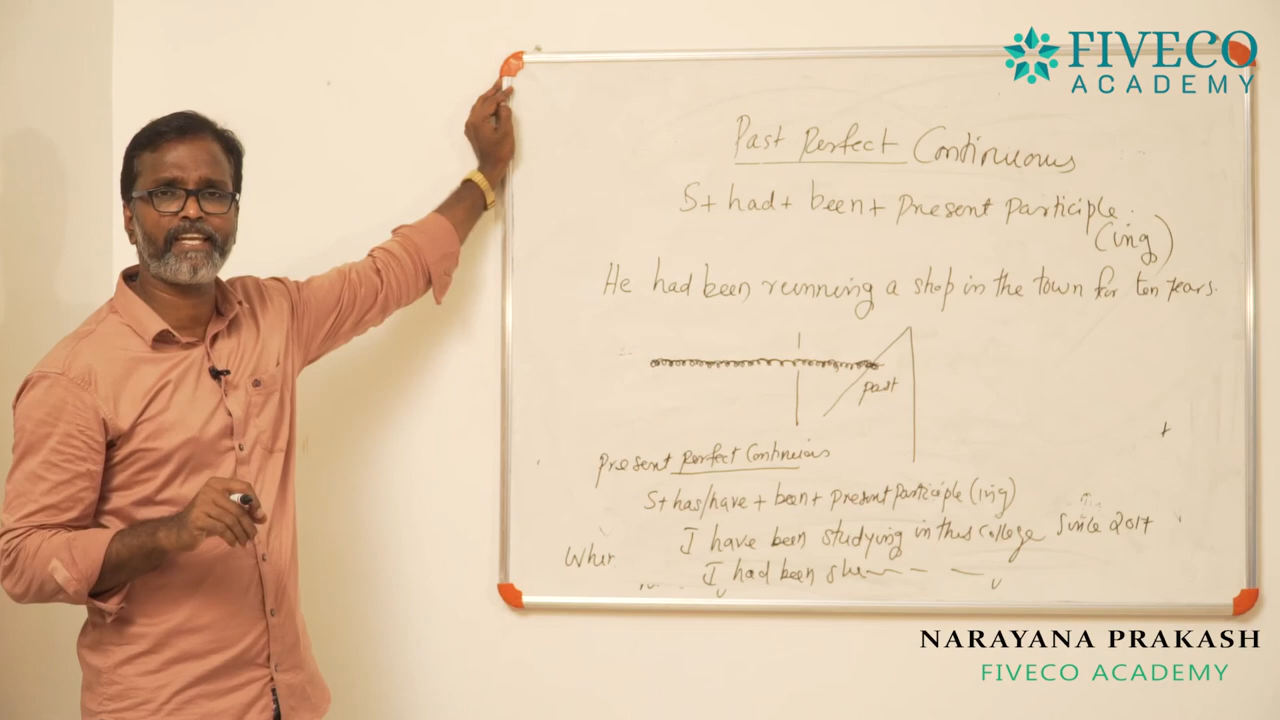 FIVECO
ACADEMY
Past Perfect Continuous
S+ had+ been+ Present Participle.
(ing)
He had been running a shop in the town for ten years.
past
Present Perfect Continuous
S+ has/have + been+ Present Participle (ing)
I have been studying in this college since 2017
I had been
NARAYANA PRAKASH
FIVECO ACADEMY